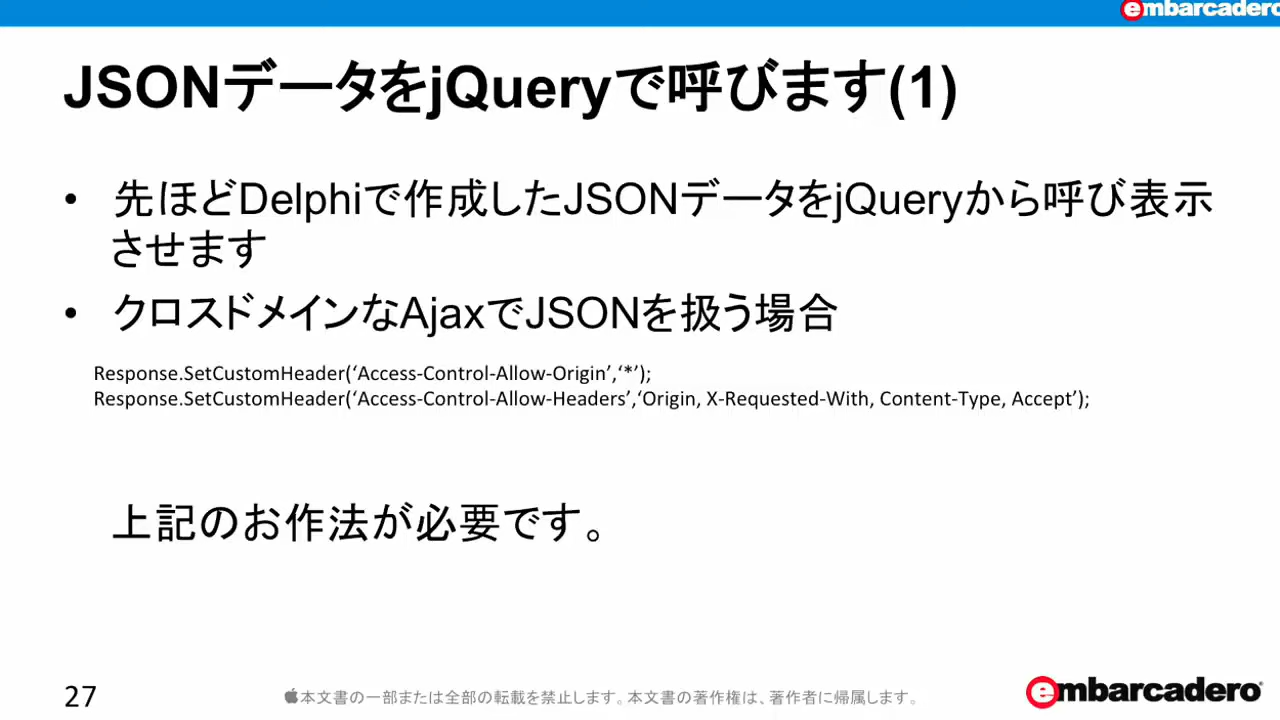 embarcadero
JSONデータをjQueryで呼びます(1)
• 先ほどDelphiで作成したJSONデータをjQueryから呼び表示
させます
• クロスドメインなAjaxでJSONを扱う場合
Response.SetCustomHeader(‘Access-Control-Allow-Origin’,‘*’);
Response.SetCustomHeader(‘Access-Control-Allow-Headers’,‘Origin, X-Requested-With, Content-Type, Accept’);
上記のお作法が必要です。
27
本文書の一部または全部の転載を禁止します。本文書の著作権は、著作者に帰属します。
embarcadero